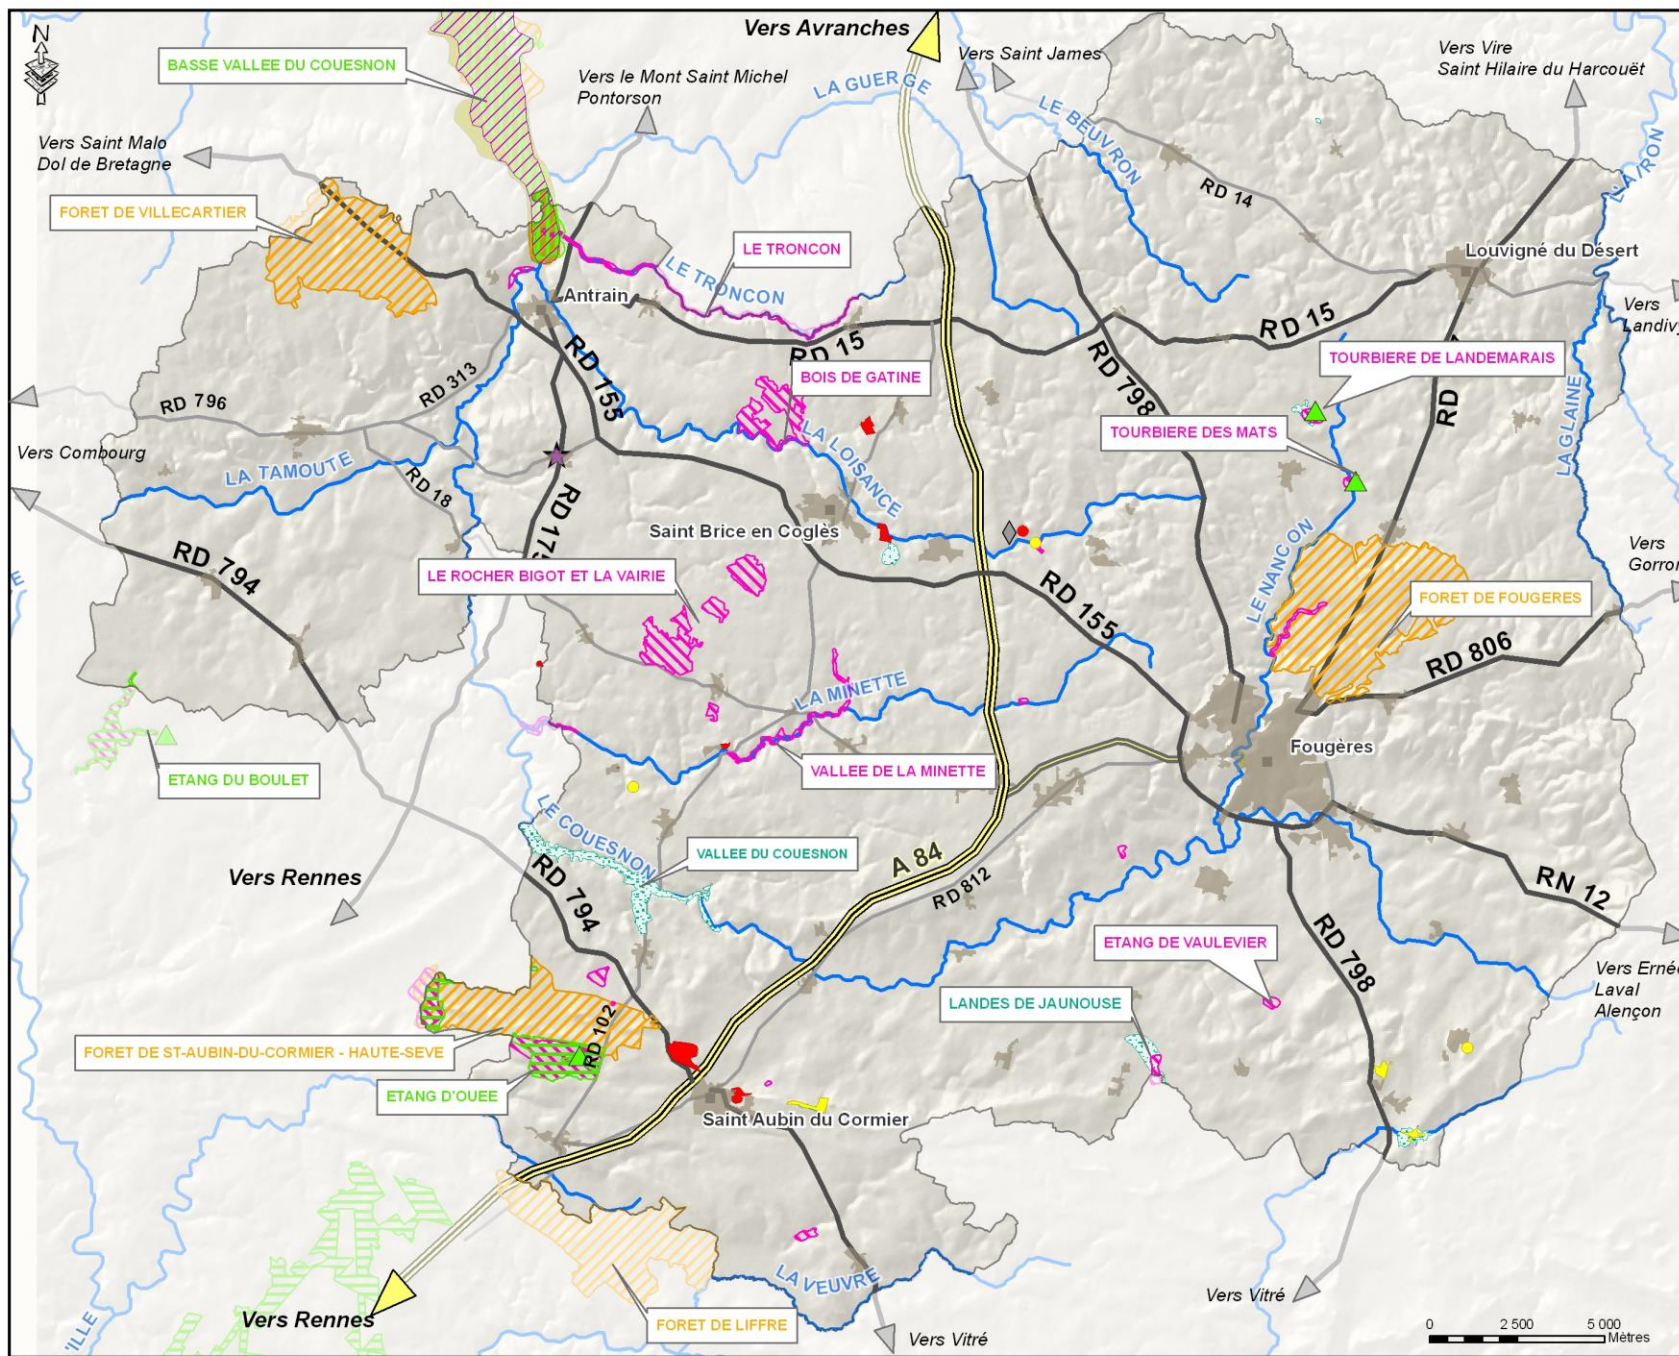 N
BASSE VALLEE DU COUESNON
Vers Avranches
Vers Saint James
Vers Vire
Saint Hilaire du Harcouët
Vers le Mont Saint Michel
Pontorson
LA GUERGE
LE BEUVRON
L'AIRON
Vers Saint Malo
Dol de Bretagne
FORET DE VILLECARTIER
LE TRONCON
LE TRONCON
RD 14
Louvigné du Désert
Antrain
RD 15
RD 15
Vers
Landivy
RD 155
RD 313
RD 796
BOIS DE GATINE
RD 798
TOURBIERE DE LANDEMARAIS
TOURBIERE DES MATS
LA GLAINE
Vers Combourg
LA TAMOUTE
RD 18
LA LOISANCE
RD 175
Saint Brice en Coglès
RD 794
LE ROCHER BIGOT ET LA VAIRIE
LE NANCON
RD 155
FORET DE FOUGERES
Vers
Gorron
RD 806
LA MINETTE
Fougères
ETANG DU BOULET
VALLEE DE LA MINETTE
LE COUESNON
VALLEE DU COUESNON
A 84
RD 812
RN 12
Vers Rennes
RD 794
ETANG DE VAULEVIER
RD 798
Vers Ernée
Laval
Alençon
LANDES DE JAUNOUSE
RD 102
FORET DE ST-AUBIN-DU-CORMIER - HAUTE-SEVE
ETANG D'OUEE
Saint Aubin du Cormier
LA VEUVRE
Vers Rennes
FORET DE LIFFRE
Vers Vitré
Vers Vitré
0 2 500 5 000
Mètres